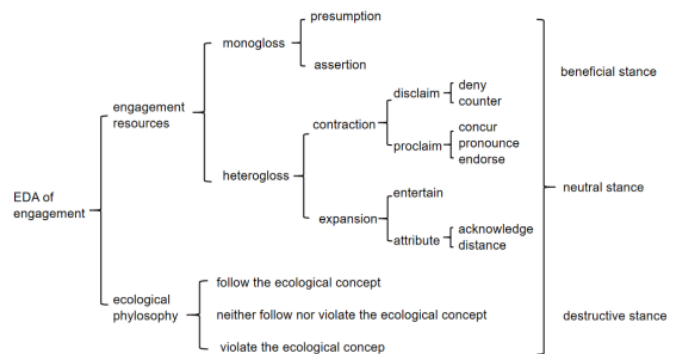 presumption
monogloss
assertion
beneficial stance
deny
disclaim
counter
engagement
resources
contraction
concur
proclaim
pronounce
endorse
heterogloss
entertain
neutral stance
EDA of
engagement
expansion
acknowledge
attribute
distance
follow the ecological concept
ecological
phylosophy
neither follow nor violate the ecological concept
destructive stance
violate the ecological concep